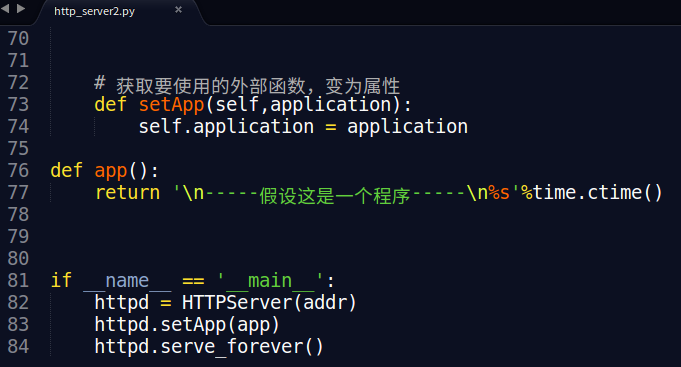 http_server2.py ×
70
71
72 # 获取要使用的外部函数，变为属性
73 def setApp(self,application):
74 self.application = application
75
76 def app():
77 return '\n-----假设这是一个程序-----\n%s'%time.ctime()
78
79
80
81 if __name__ == '__main__':
82 httpd = HTTPServer(addr)
83 httpd.setApp(app)
84 httpd.serve_forever()